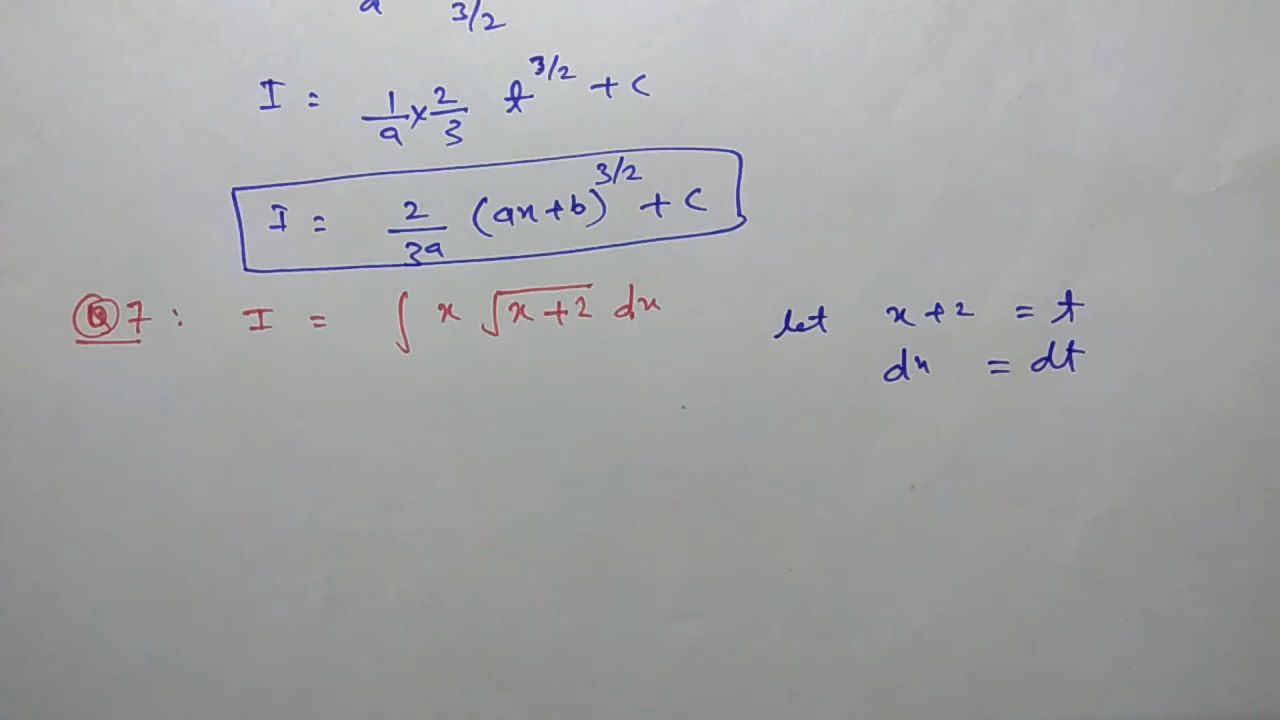 a 3/2
I = 1/a × 2/3 t^3/2 + c
I = 2/3a (ax+b)^3/2 + c
Q7 : I = ∫ x √x+2 dx let x+2 = t
dx = dt